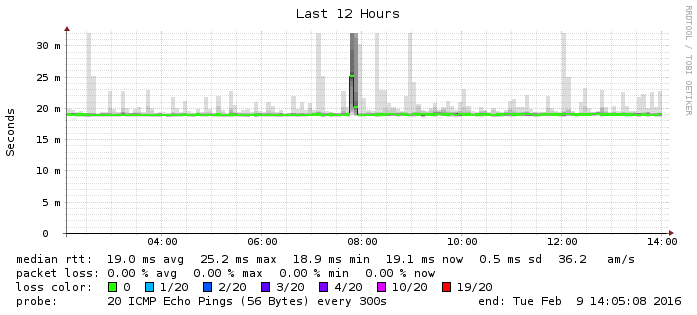 Last 12 Hours
RRDTOOL / TOBI OETIKER
Seconds
30 m
25 m
20 m
15 m
10 m
5 m
0
04:00 06:00 08:00 10:00 12:00 14:00
median rtt: 19.0 ms avg 25.2 ms max 18.9 ms min 19.1 ms now 0.5 ms sd 36.2 am/s
packet loss: 0.00 % avg 0.00 % max 0.00 % min 0.00 % now
loss color: 0 1/20 2/20 3/20 4/20 10/20 19/20
probe: 20 ICMP Echo Pings (56 Bytes) every 300s end: Tue Feb 9 14:05:08 2016